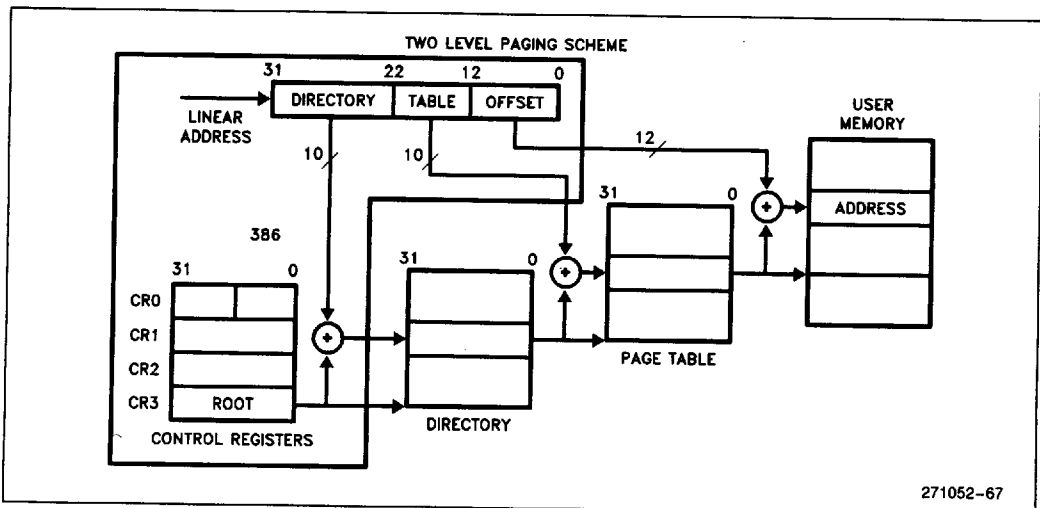 TWO LEVEL PAGING SCHEME
31 22 12 0
DIRECTORY TABLE OFFSET
LINEAR
ADDRESS
USER
MEMORY
10 10 12
31 0
ADDRESS
386
31 0
31 0
CR0
CR1
CR2
CR3 ROOT
CONTROL REGISTERS
DIRECTORY
PAGE TABLE
271052-67